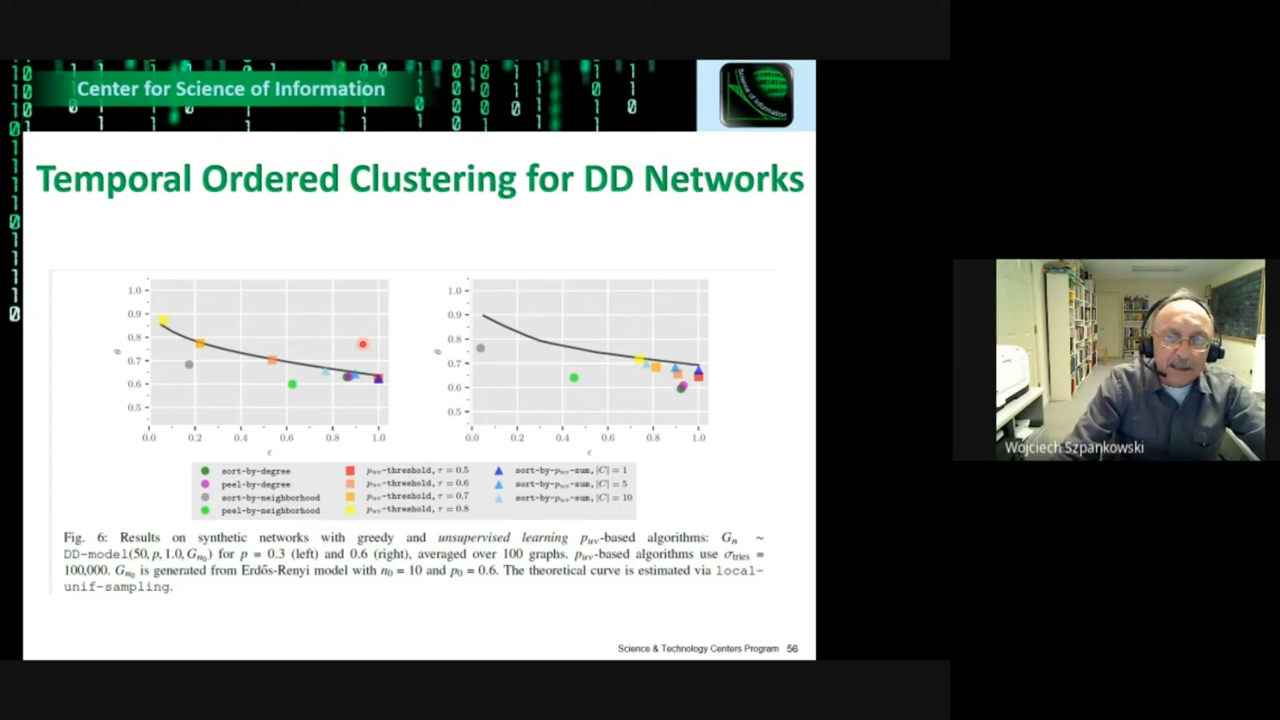 Center for Science of Information
Science of Information
Temporal Ordered Clustering for DD Networks
1.0
0.9
0.8
0.7
0.6
0.5
θ
0.0 0.2 0.4 0.6 0.8 1.0
ε
1.0
0.9
0.8
0.7
0.6
0.5
θ
0.0 0.2 0.4 0.6 0.8 1.0
ε
sort-by-degree
peel-by-degree
sort-by-neighborhood
peel-by-neighborhood
p_uv-threshold, τ = 0.5
p_uv-threshold, τ = 0.6
p_uv-threshold, τ = 0.7
p_uv-threshold, τ = 0.8
sort-by-p_uv-sum, |C| = 1
sort-by-p_uv-sum, |C| = 5
sort-by-p_uv-sum, |C| = 10
Fig. 6: Results on synthetic networks with greedy and unsupervised learning p_uv-based algorithms: G_n ∼
DD-model(50, p, 1.0, G_n0) for p = 0.3 (left) and 0.6 (right), averaged over 100 graphs. p_uv-based algorithms use σ_tries =
100,000. G_n0 is generated from Erdős-Renyi model with n_0 = 10 and p_0 = 0.6. The theoretical curve is estimated via local-
unif-sampling.
Science & Technology Centers Program 56
Wojciech Szpankowski